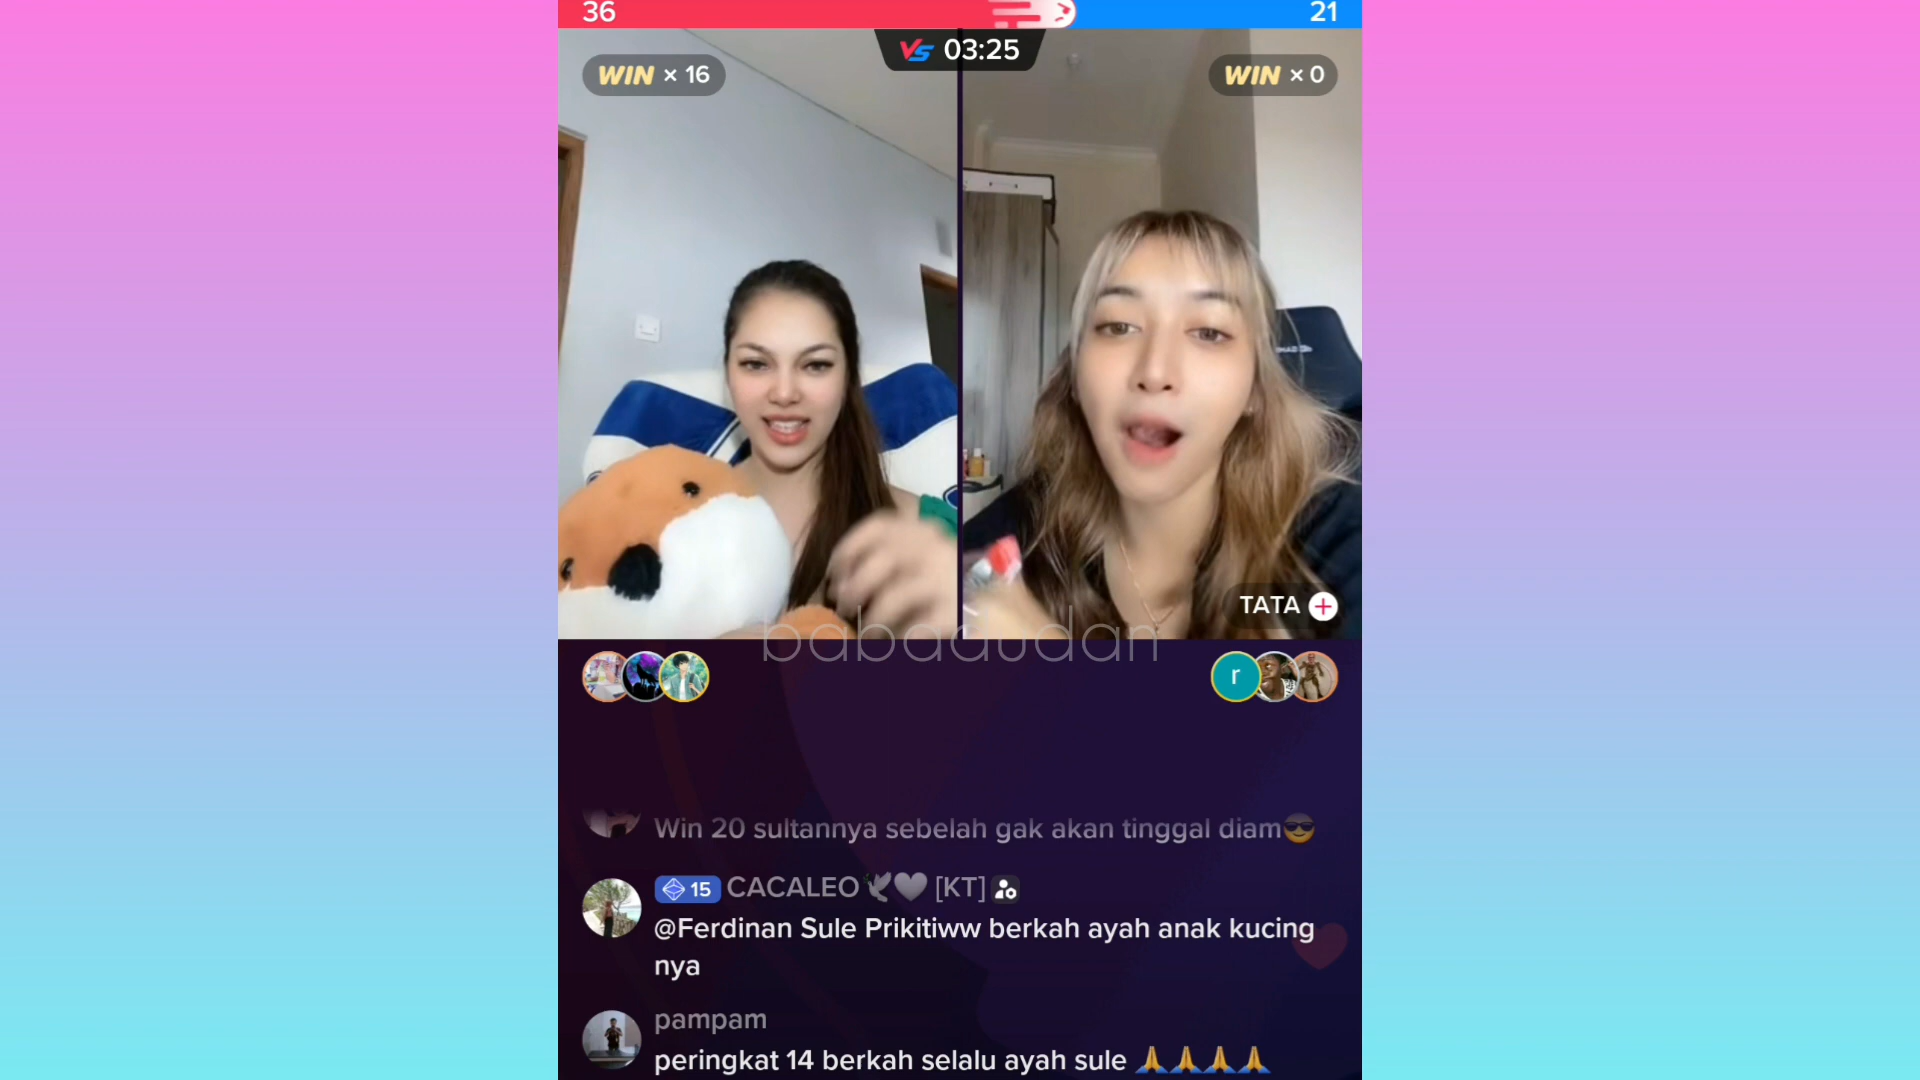 36
21
VS 03:25
WIN × 16
WIN × 0
TATA
babadudan
r
Win 20 sultannya sebelah gak akan tinggal diam😎
15 CACALEO🕊🤍 [KT]
@Ferdinan Sule Prikitiww berkah ayah anak kucing
nya
pampam
peringkat 14 berkah selalu ayah sule 🙏🙏🙏🙏